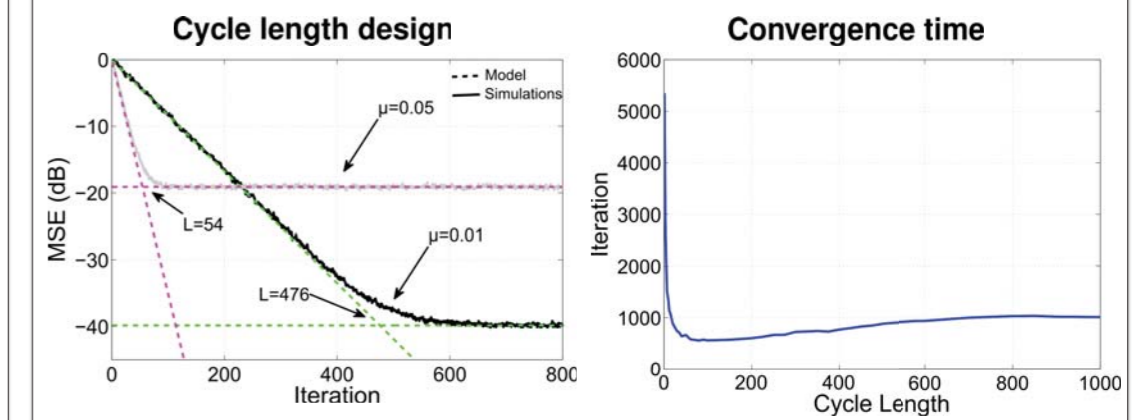 Cycle length design
0
−10
−20
−30
−40
MSE (dB)
0
200
400
600
800
Iteration
Model
Simulations
μ=0.05
L=54
μ=0.01
L=476
Convergence time
6000
5000
4000
3000
2000
1000
0
Iteration
0
200
400
600
800
1000
Cycle Length